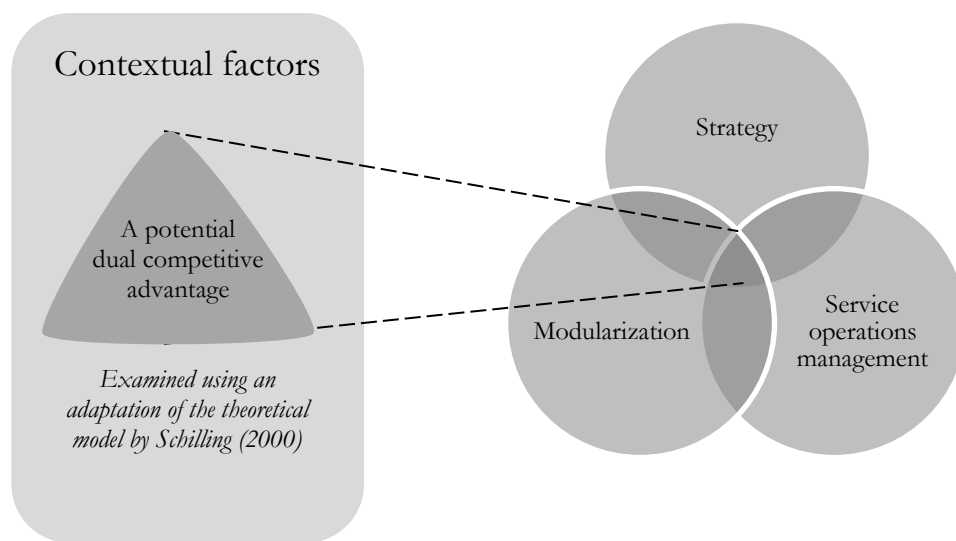 Contextual factors
A potential
dual competitive
advantage
Examined using an
adaptation of the theoretical
model by Schilling (2000)
Strategy
Modularization
Service
operations
management